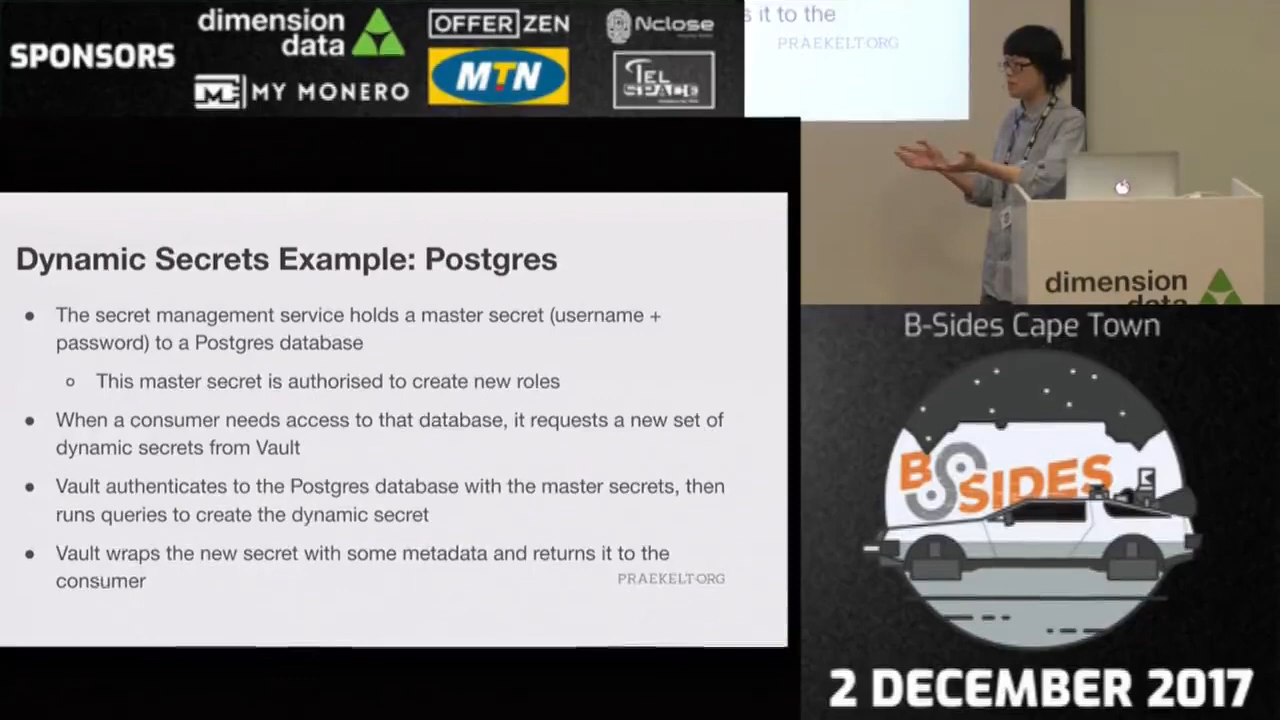 SPONSORS
dimension
data
MY MONERO
OFFERZEN
MTN
Nclose
TEL
SPACE
s it to the
PRAEKELT.ORG
dimension
data
Dynamic Secrets Example: Postgres
● The secret management service holds a master secret (username +
password) to a Postgres database
○ This master secret is authorised to create new roles
● When a consumer needs access to that database, it requests a new set of
dynamic secrets from Vault
● Vault authenticates to the Postgres database with the master secrets, then
runs queries to create the dynamic secret
● Vault wraps the new secret with some metadata and returns it to the
consumer
PRAEKELT.ORG
B-Sides Cape Town
BSIDES
2 DECEMBER 2017